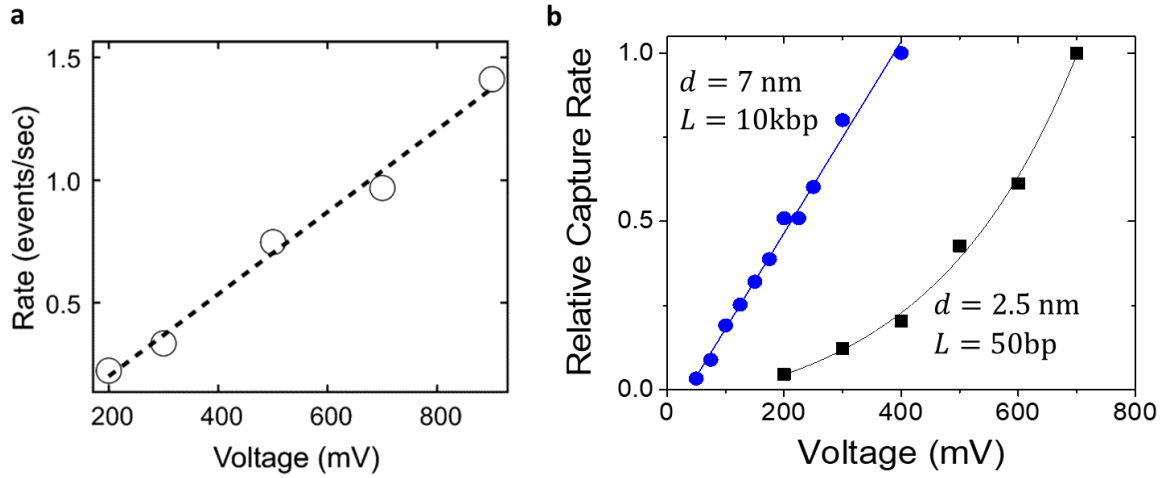 a
1.5
1.0
0.5
Rate (events/sec)
200
400
600
800
Voltage (mV)
b
1.0
0.5
0.0
Relative Capture Rate
d = 7 nm
L = 10kbp
d = 2.5 nm
L = 50bp
0
200
400
600
800
Voltage (mV)